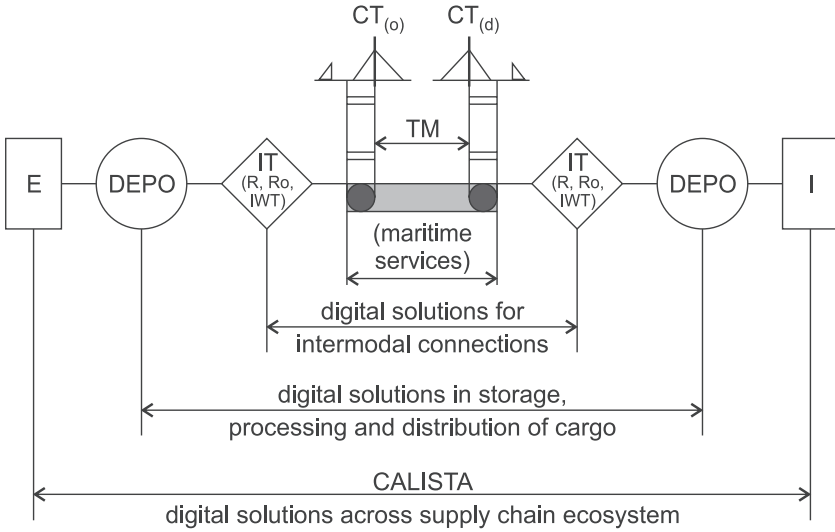 CT(o) CT(d)
TM
E DEPO IT (R, Ro, IWT) IT (R, Ro, IWT) DEPO I
(maritime
services)
digital solutions for
intermodal connections
digital solutions in storage,
processing and distribution of cargo
CALISTA
digital solutions across supply chain ecosystem